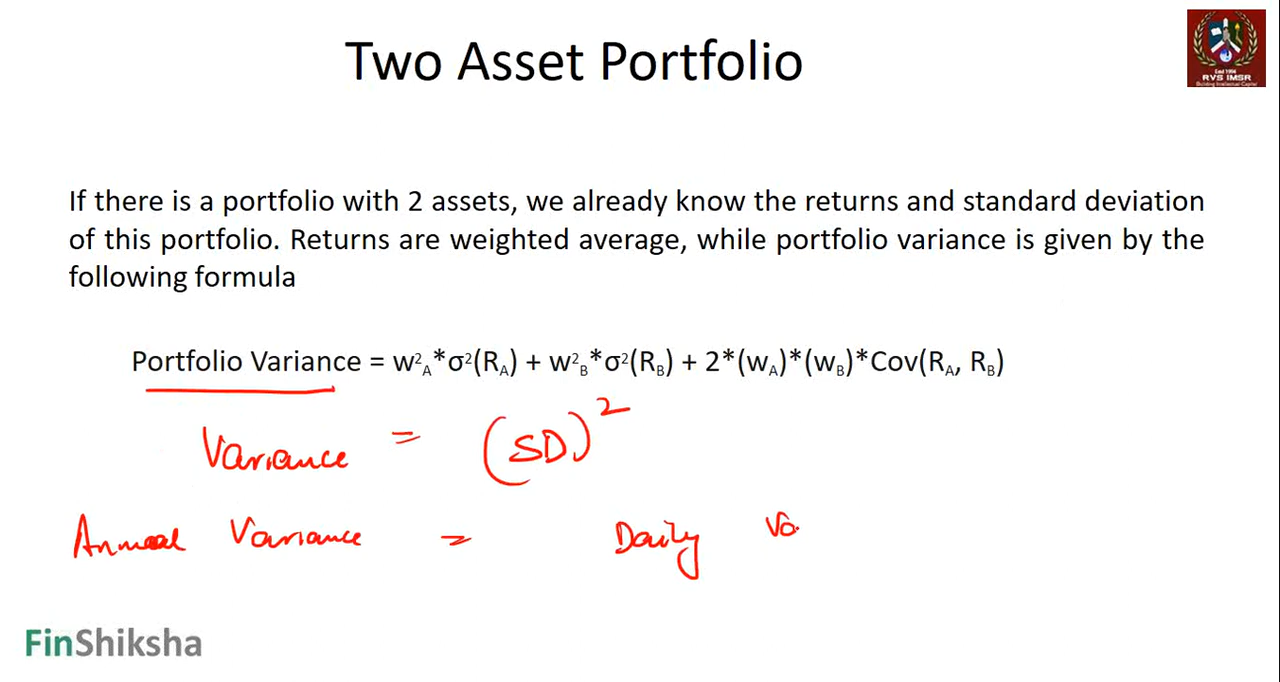 Two Asset Portfolio
RVS IMSR
If there is a portfolio with 2 assets, we already know the returns and standard deviation
of this portfolio. Returns are weighted average, while portfolio variance is given by the
following formula
Portfolio Variance = w²A*σ²(RA) + w²B*σ²(RB) + 2*(wA)*(wB)*Cov(RA, RB)
Variance = (SD)²
Annual Variance = Daily Va
FinShiksha